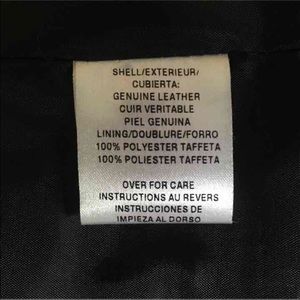 SHELL/EXTERIEUR/
CUBIERTA:
GENUINE LEATHER
CUIR VERITABLE
PIEL GENUINA
LINING/DOUBLURE/FORRO
100% POLYESTER TAFFETA
100% POLIESTER TAFFETA
OVER FOR CARE
INSTRUCTIONS AU REVERS
INSTRUCCIONES DE
IMPIEZA AL DORSO